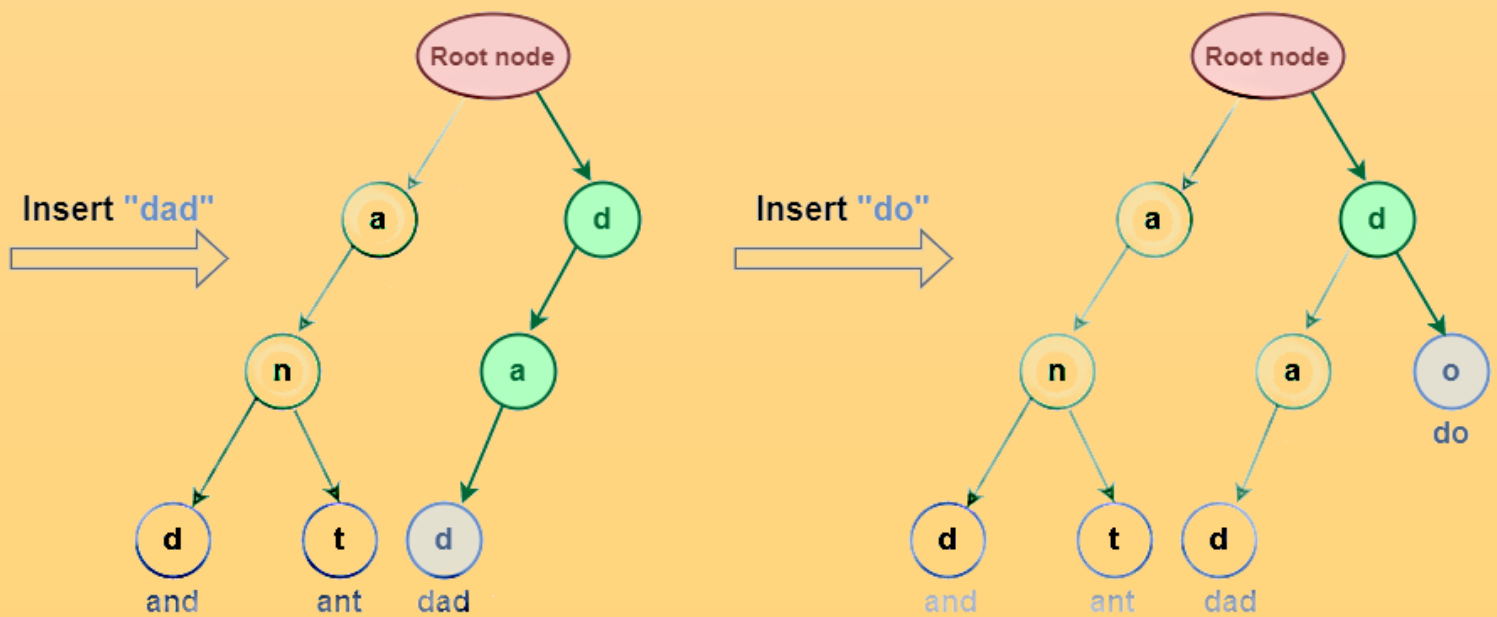 Root node
Root node
Insert "dad"
a
d
Insert "do"
a
d
n
a
n
a
o
do
d
t
d
d
t
d
and
ant
dad
and
ant
dad